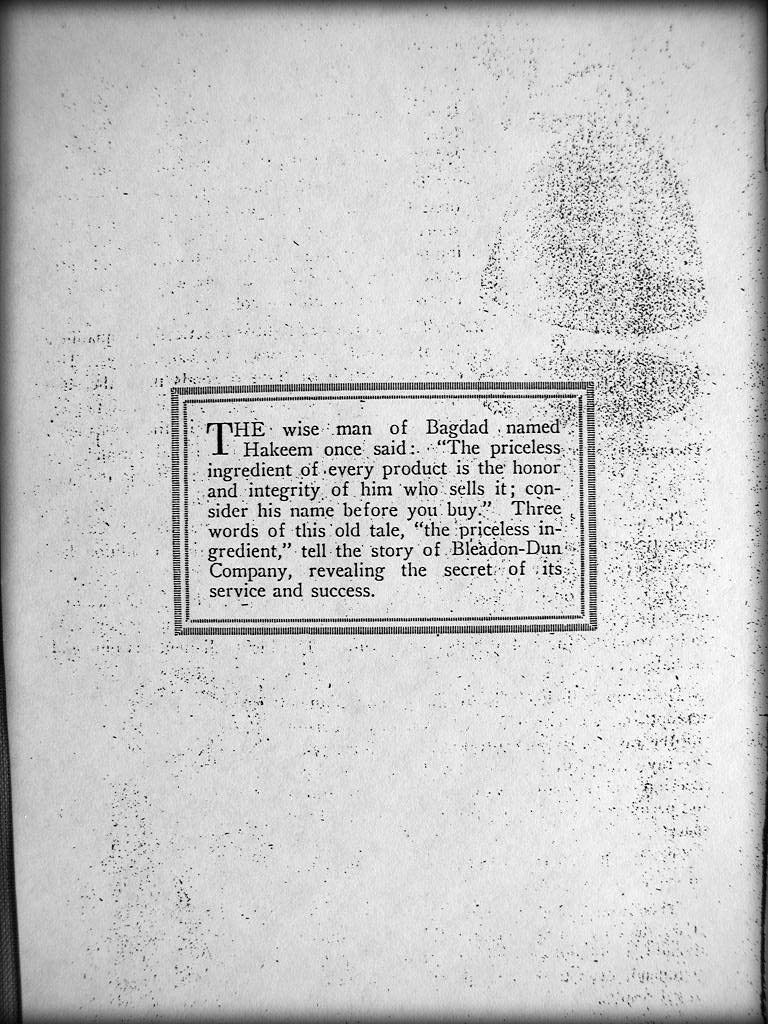 THE wise man of Bagdad named
Hakeem once said: "The priceless
ingredient of every product is the honor
and integrity of him who sells it; con-
sider his name before you buy." Three
words of this old tale, "the priceless in-
gredient," tell the story of Bleadon-Dun
Company, revealing the secret of its
service and success.